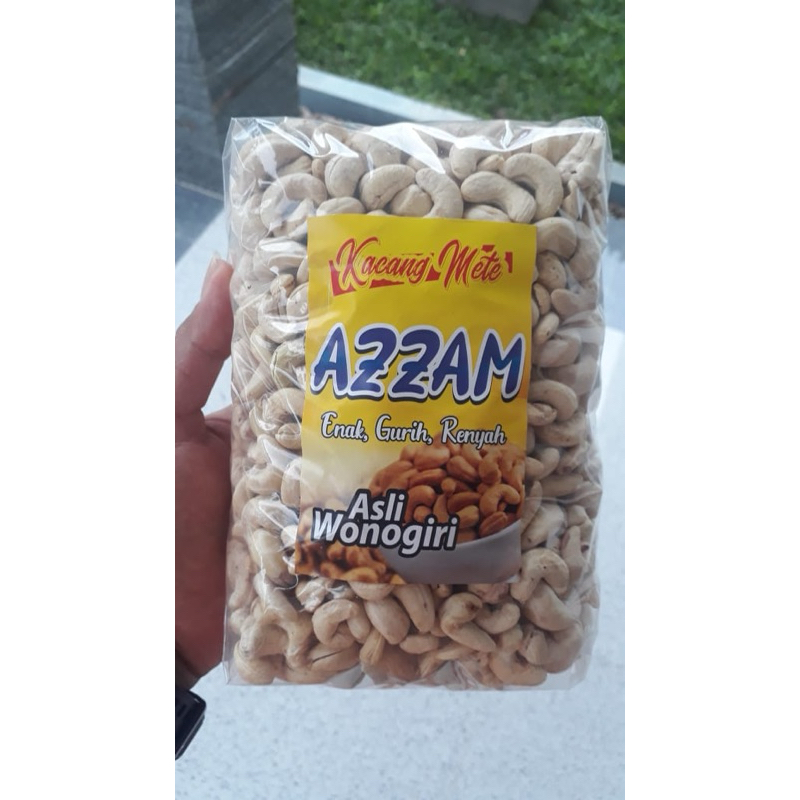 Kacang Mete
AZZAM
Enak, Gurih, Renyah
Asli
Wonogiri